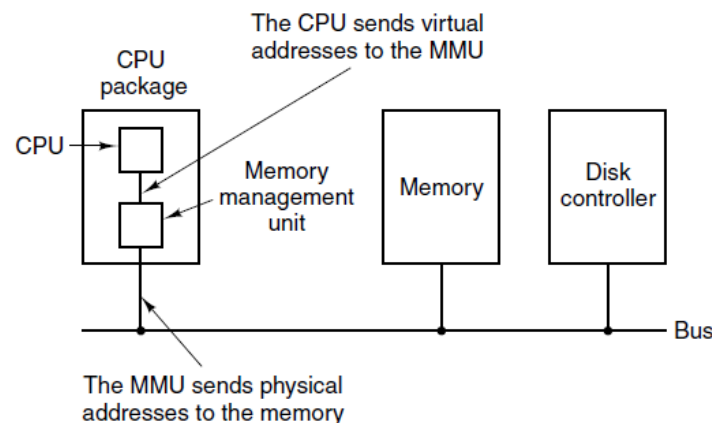 The CPU sends virtual
addresses to the MMU
CPU
package
CPU
Memory
management
unit
Memory
Disk
controller
Bus
The MMU sends physical
addresses to the memory